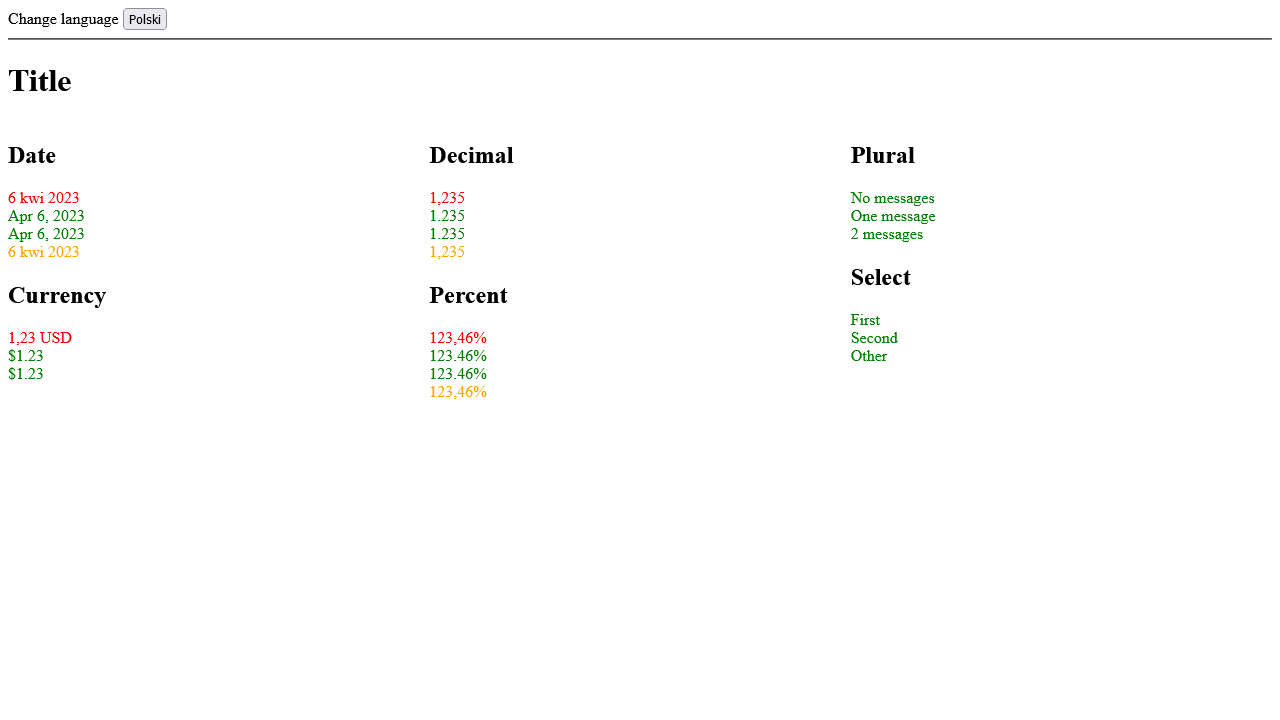 Change language Polski
Title
Date
6 kwi 2023
Apr 6, 2023
Apr 6, 2023
6 kwi 2023
Currency
1,23 USD
$1.23
$1.23
Decimal
1,235
1.235
1.235
1,235
Percent
123,46%
123.46%
123.46%
123,46%
Plural
No messages
One message
2 messages
Select
First
Second
Other